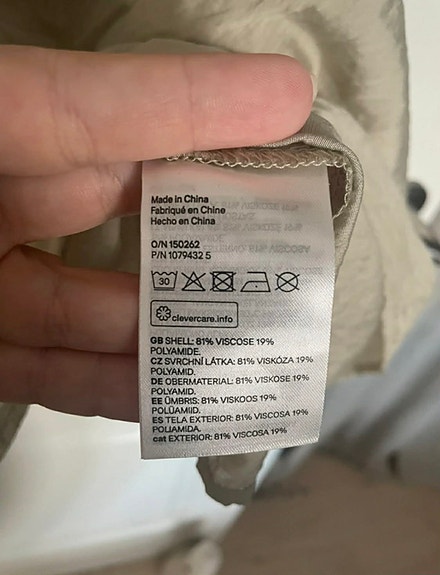 Made in China
Fabriqué en Chine
Hecho en China
O/N 150262
P/N 1079432 5
30
clevercare.info
GB SHELL: 81% VISCOSE 19%
POLYAMIDE.
CZ SVRCHNÍ LÁTKA: 81% VISKÓZA 19%
POLYAMID.
DE OBERMATERIAL: 81% VISKOSE 19%
POLYAMID.
EE ÜMBRIS: 81% VISKOOS 19%
POLÜAMIID.
ES TELA EXTERIOR: 81% VISCOSA 19%
POLIAMIDA.
cat EXTERIOR: 81% VISCOSA 19%